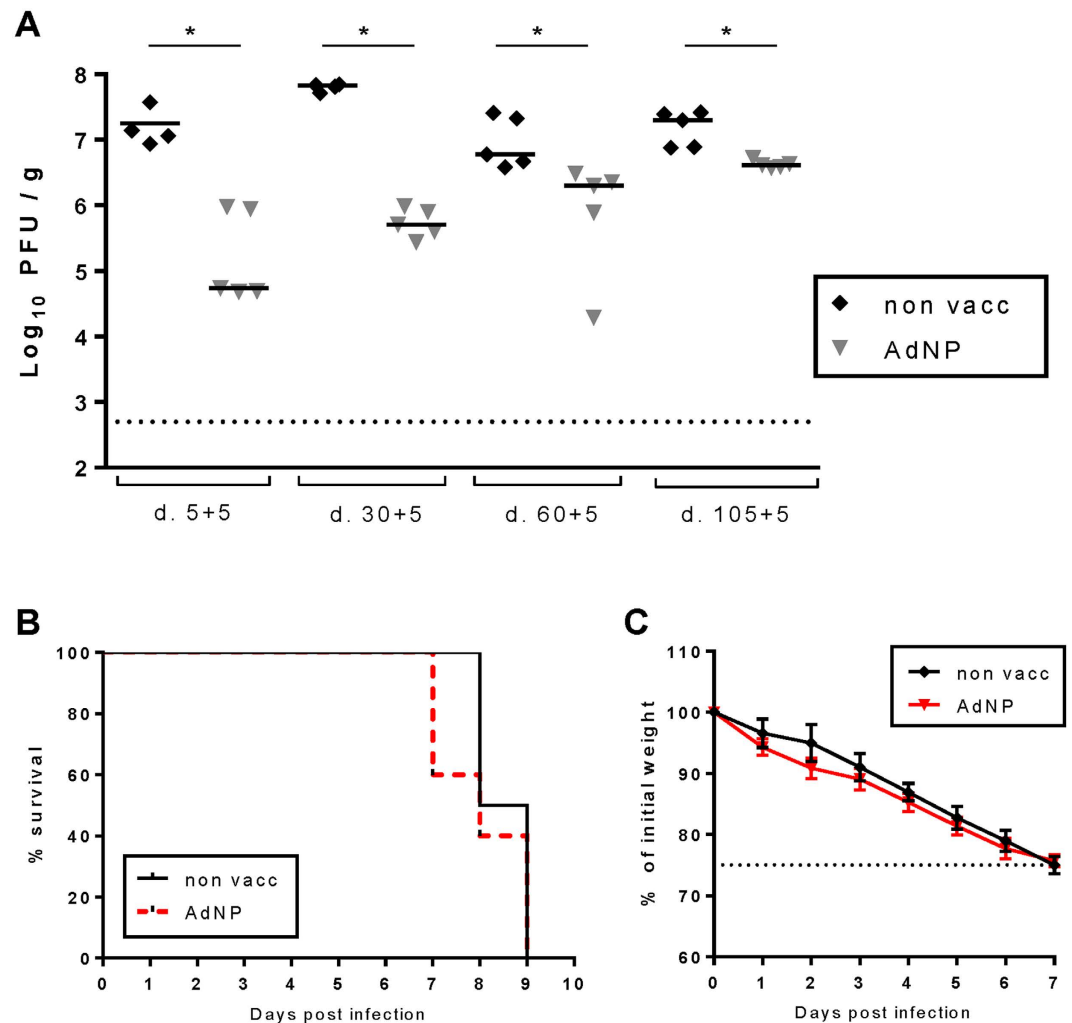 A
* * * *
8
7
6
5
4
3
2
Log10 PFU / g
non vacc
AdNP
d. 5+5 d. 30+5 d. 60+5 d. 105+5
B
100
80
60
40
20
0
% survival
non vacc
AdNP
0 1 2 3 4 5 6 7 8 9 10
Days post infection
C
110
100
90
80
70
60
% of initial weight
non vacc
AdNP
0 1 2 3 4 5 6 7
Days post infection